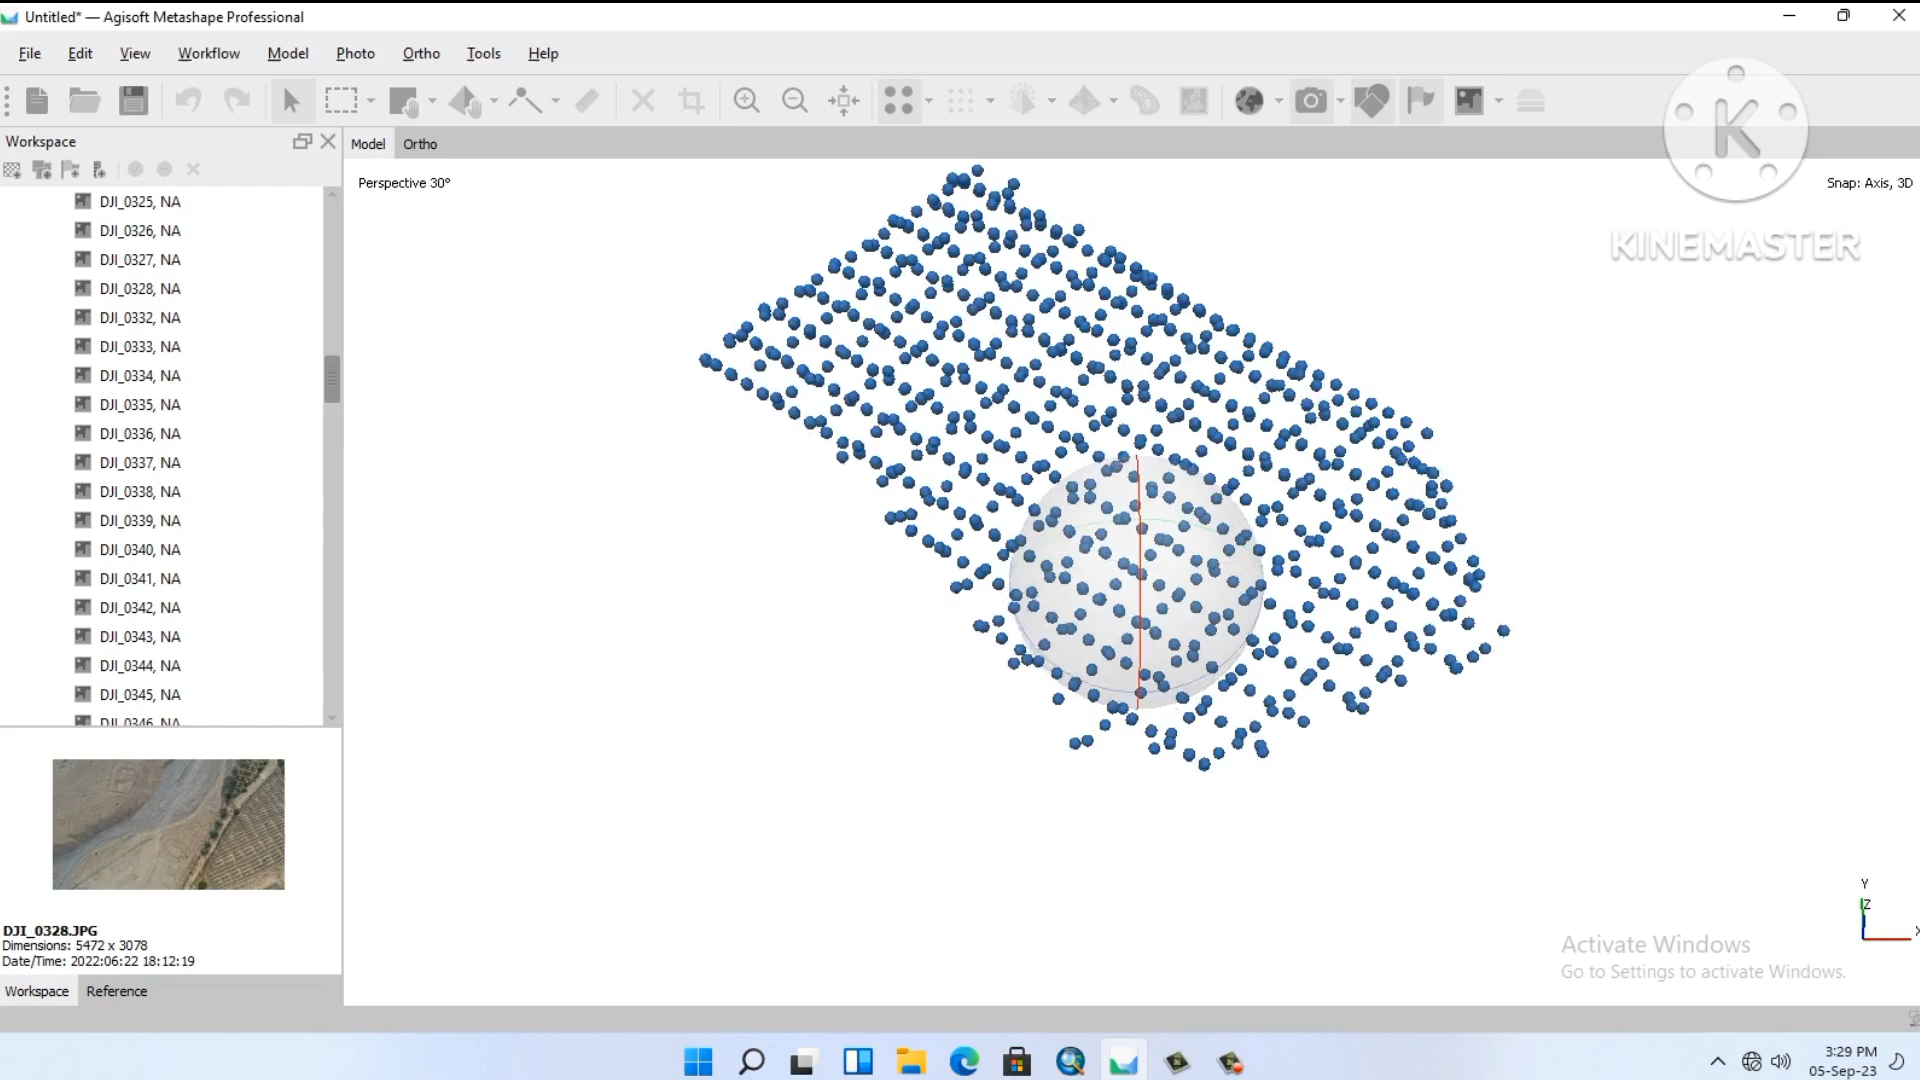 Untitled* — Agisoft Metashape Professional
File Edit View Workflow Model Photo Ortho Tools Help
K
KINEMASTER
Workspace
Model Ortho
Perspective 30°
Snap: Axis, 3D
DJI_0325, NA
DJI_0326, NA
DJI_0327, NA
DJI_0328, NA
DJI_0332, NA
DJI_0333, NA
DJI_0334, NA
DJI_0335, NA
DJI_0336, NA
DJI_0337, NA
DJI_0338, NA
DJI_0339, NA
DJI_0340, NA
DJI_0341, NA
DJI_0342, NA
DJI_0343, NA
DJI_0344, NA
DJI_0345, NA
DJI_0346, NA
DJI_0328.JPG
Dimensions: 5472 x 3078
Date/Time: 2022:06:22 18:12:19
Workspace Reference
Y
Z
X
Activate Windows
Go to Settings to activate Windows.
3:29 PM
05-Sep-23